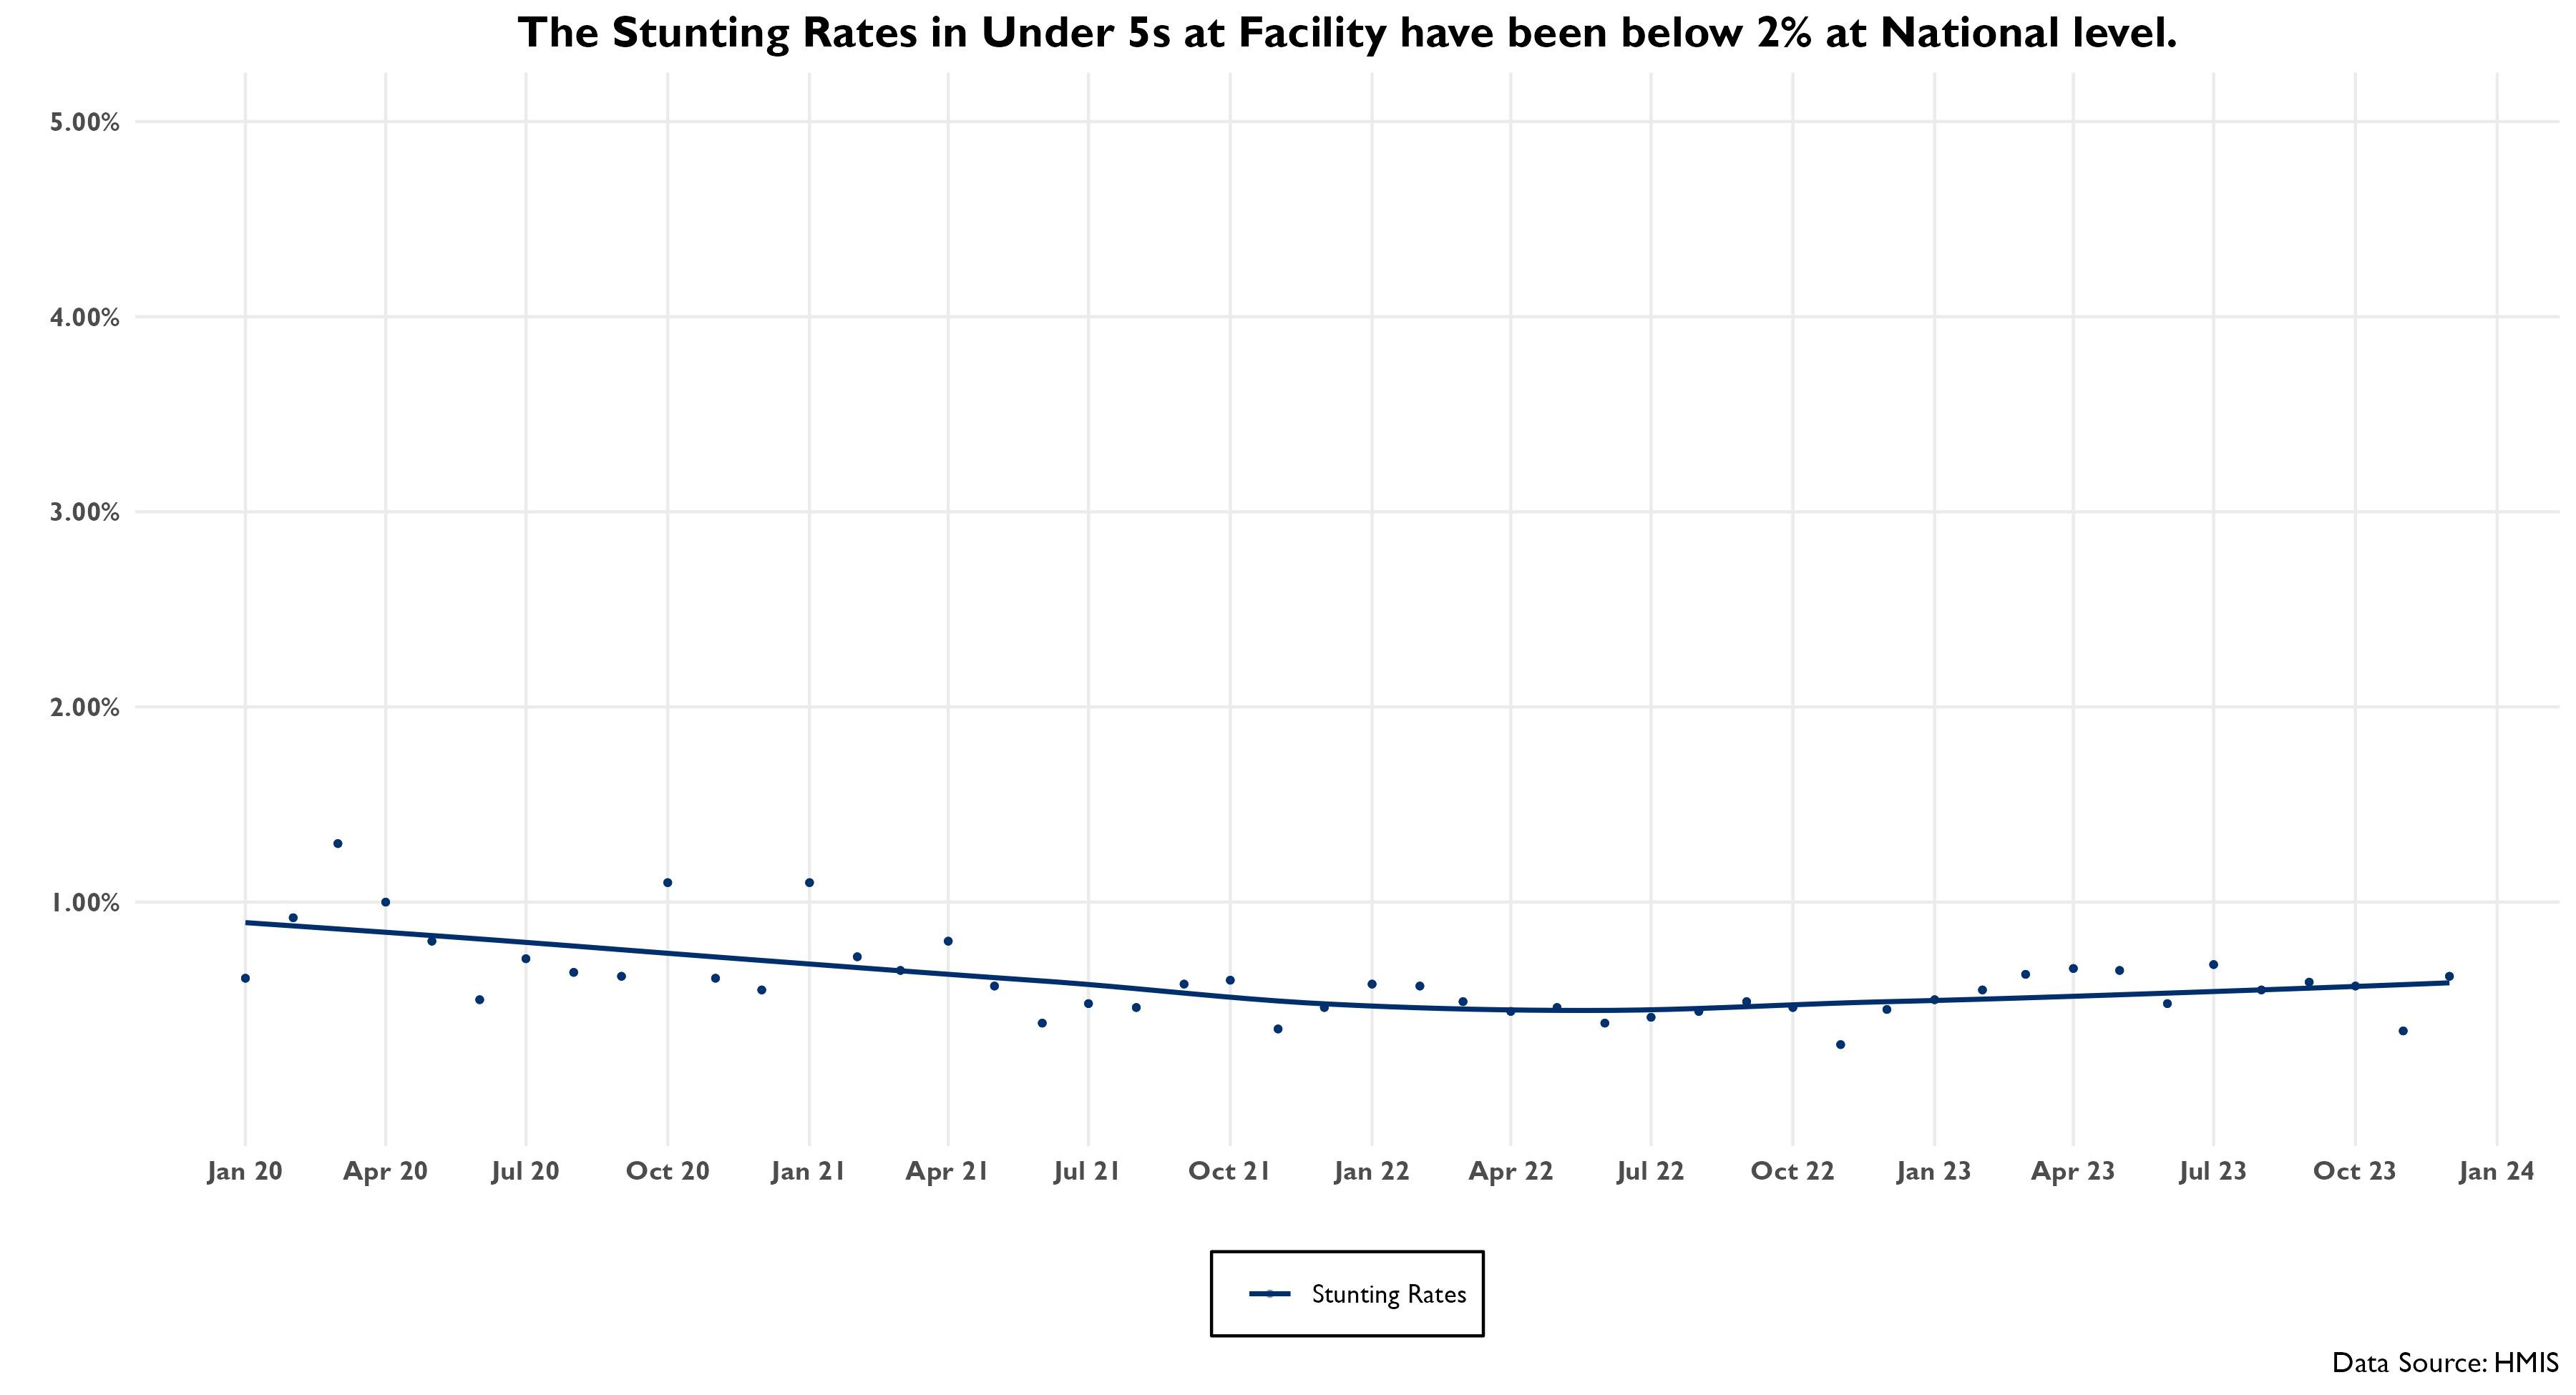 The Stunting Rates in Under 5s at Facility have been below 2% at National level.
5.00%
4.00%
3.00%
2.00%
1.00%
Jan 20 Apr 20 Jul 20 Oct 20 Jan 21 Apr 21 Jul 21 Oct 21 Jan 22 Apr 22 Jul 22 Oct 22 Jan 23 Apr 23 Jul 23 Oct 23 Jan 24
Stunting Rates
Data Source: HMIS